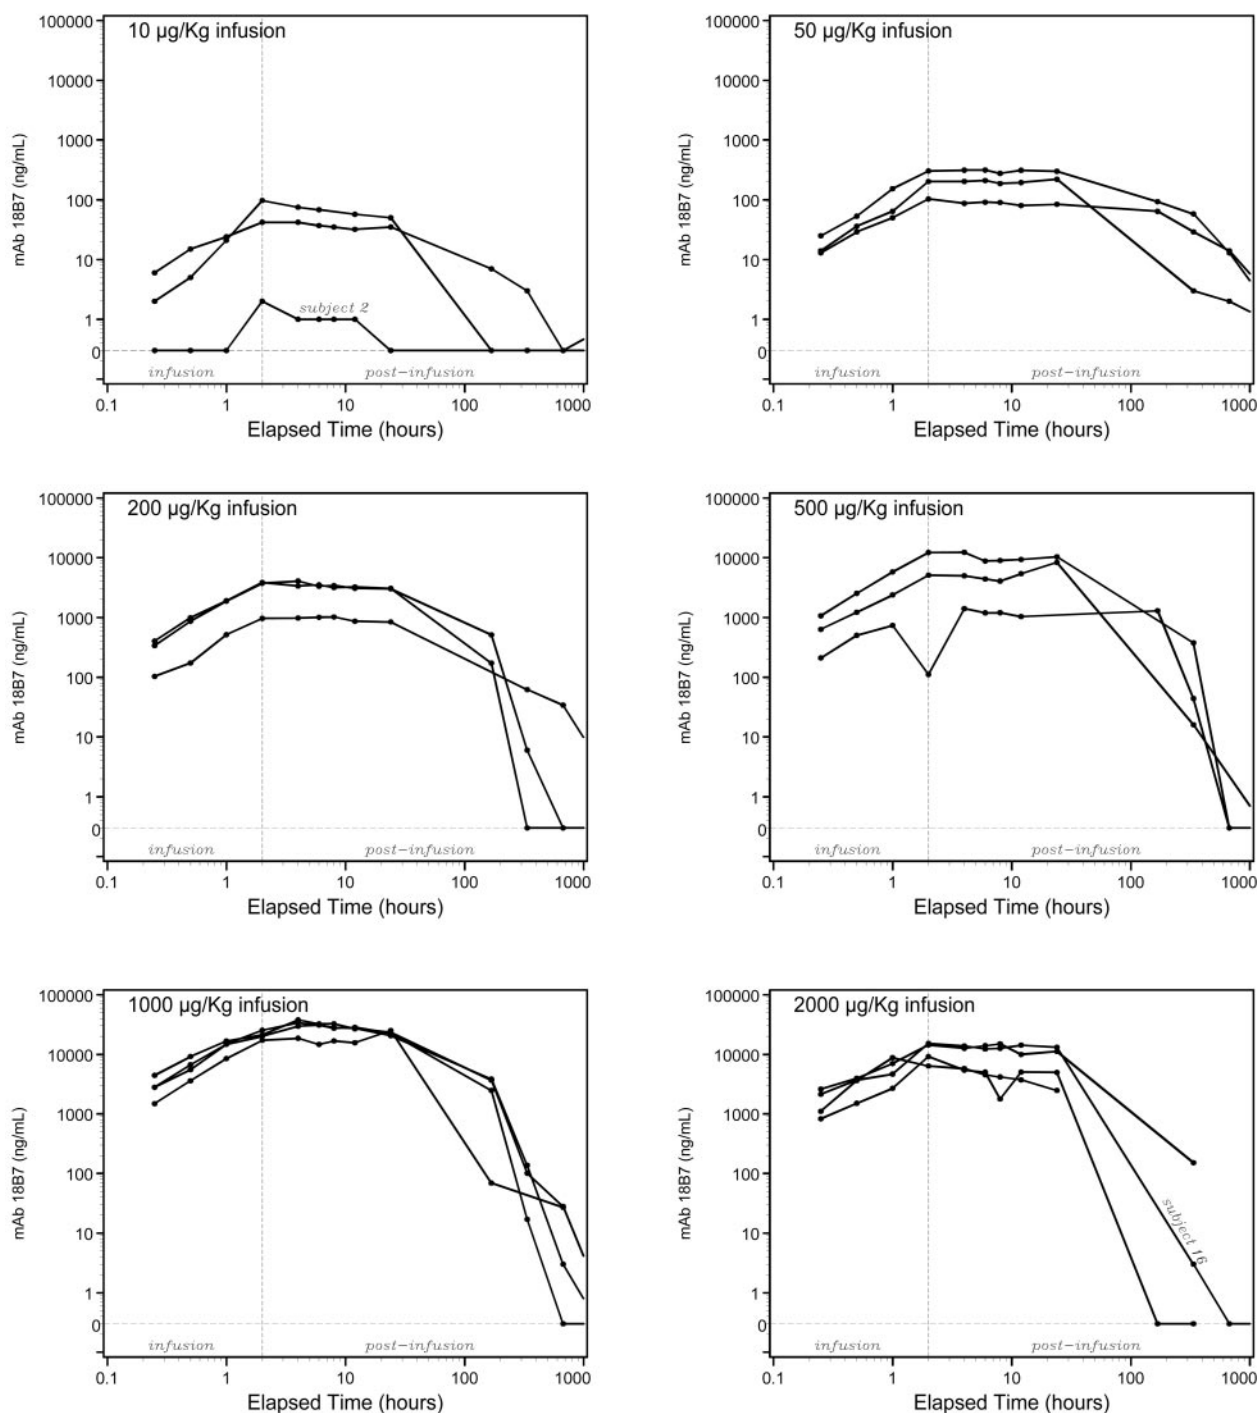 10 µg/Kg infusion
100000
10000
1000
100
10
1
0
mAb 18B7 (ng/mL)
subject 2
infusion
post-infusion
0.1
1
10
100
1000
Elapsed Time (hours)
50 µg/Kg infusion
100000
10000
1000
100
10
1
0
mAb 18B7 (ng/mL)
infusion
post-infusion
0.1
1
10
100
1000
Elapsed Time (hours)
200 µg/Kg infusion
100000
10000
1000
100
10
1
0
mAb 18B7 (ng/mL)
infusion
post-infusion
0.1
1
10
100
1000
Elapsed Time (hours)
500 µg/Kg infusion
100000
10000
1000
100
10
1
0
mAb 18B7 (ng/mL)
infusion
post-infusion
0.1
1
10
100
1000
Elapsed Time (hours)
1000 µg/Kg infusion
100000
10000
1000
100
10
1
0
mAb 18B7 (ng/mL)
infusion
post-infusion
0.1
1
10
100
1000
Elapsed Time (hours)
2000 µg/Kg infusion
100000
10000
1000
100
10
1
0
mAb 18B7 (ng/mL)
subject 16
infusion
post-infusion
0.1
1
10
100
1000
Elapsed Time (hours)